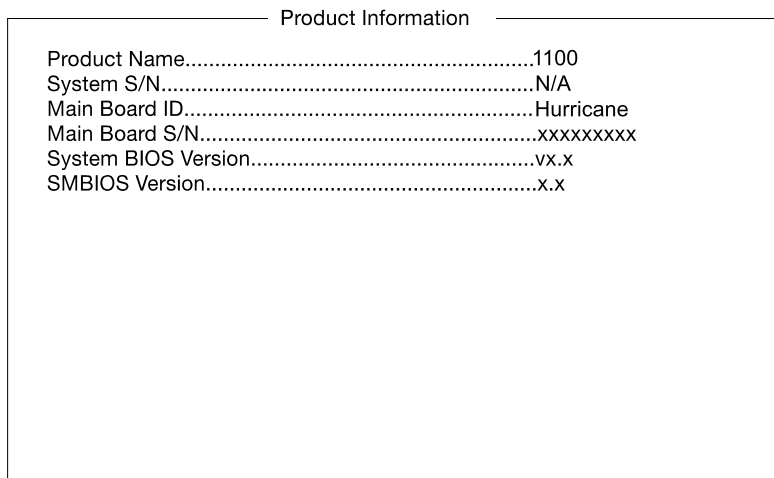 Product Information
Product Name..........................................................1100
System S/N..............................................................N/A
Main Board ID..........................................................Hurricane
Main Board S/N........................................................xxxxxxxxx
System BIOS Version...............................................vx.x
SMBIOS Version.......................................................x.x